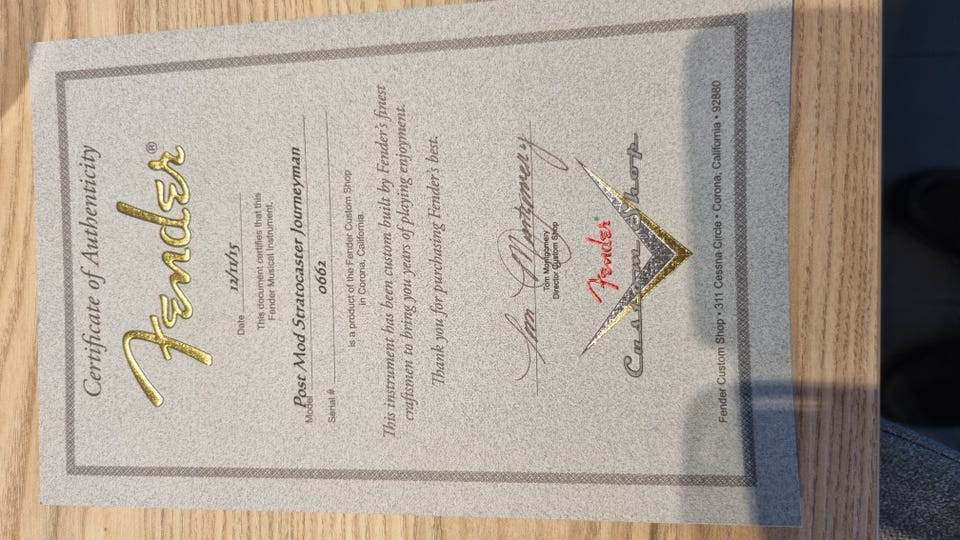 Certificate of Authenticity
Fender®
Date 12/11/15
This document certifies that this
Fender Musical Instrument,
Post Mod Stratocaster Journeyman
Model
0662
Serial #
is a product of the Fender Custom Shop
in Corona, California.
This instrument has been custom built by Fender's finest
craftsmen to bring you years of playing enjoyment.
Thank you for purchasing Fender's best.
Tom Montgomery
Tom Montgomery
Director Custom Shop
Fender®
Custom Shop
Fender Custom Shop • 311 Cessna Circle • Corona, California • 92880